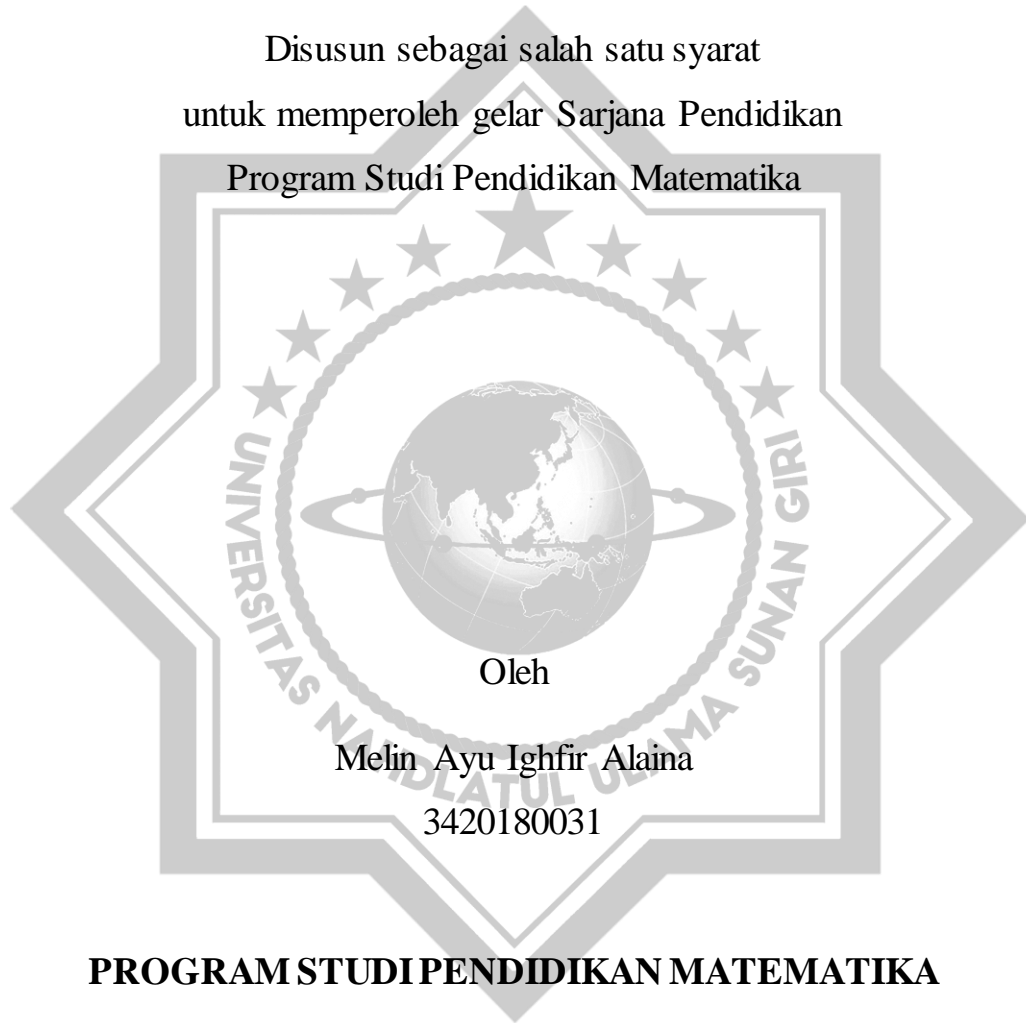 Disusun sebagai salah satu syarat
untuk memperoleh gelar Sarjana Pendidikan
Program Studi Pendidikan Matematika
UNIVERSITAS NAHDLATUL ULAMA SUNAN GIRI
Oleh
Melin Ayu Ighfir Alaina
3420180031
PROGRAM STUDI PENDIDIKAN MATEMATIKA